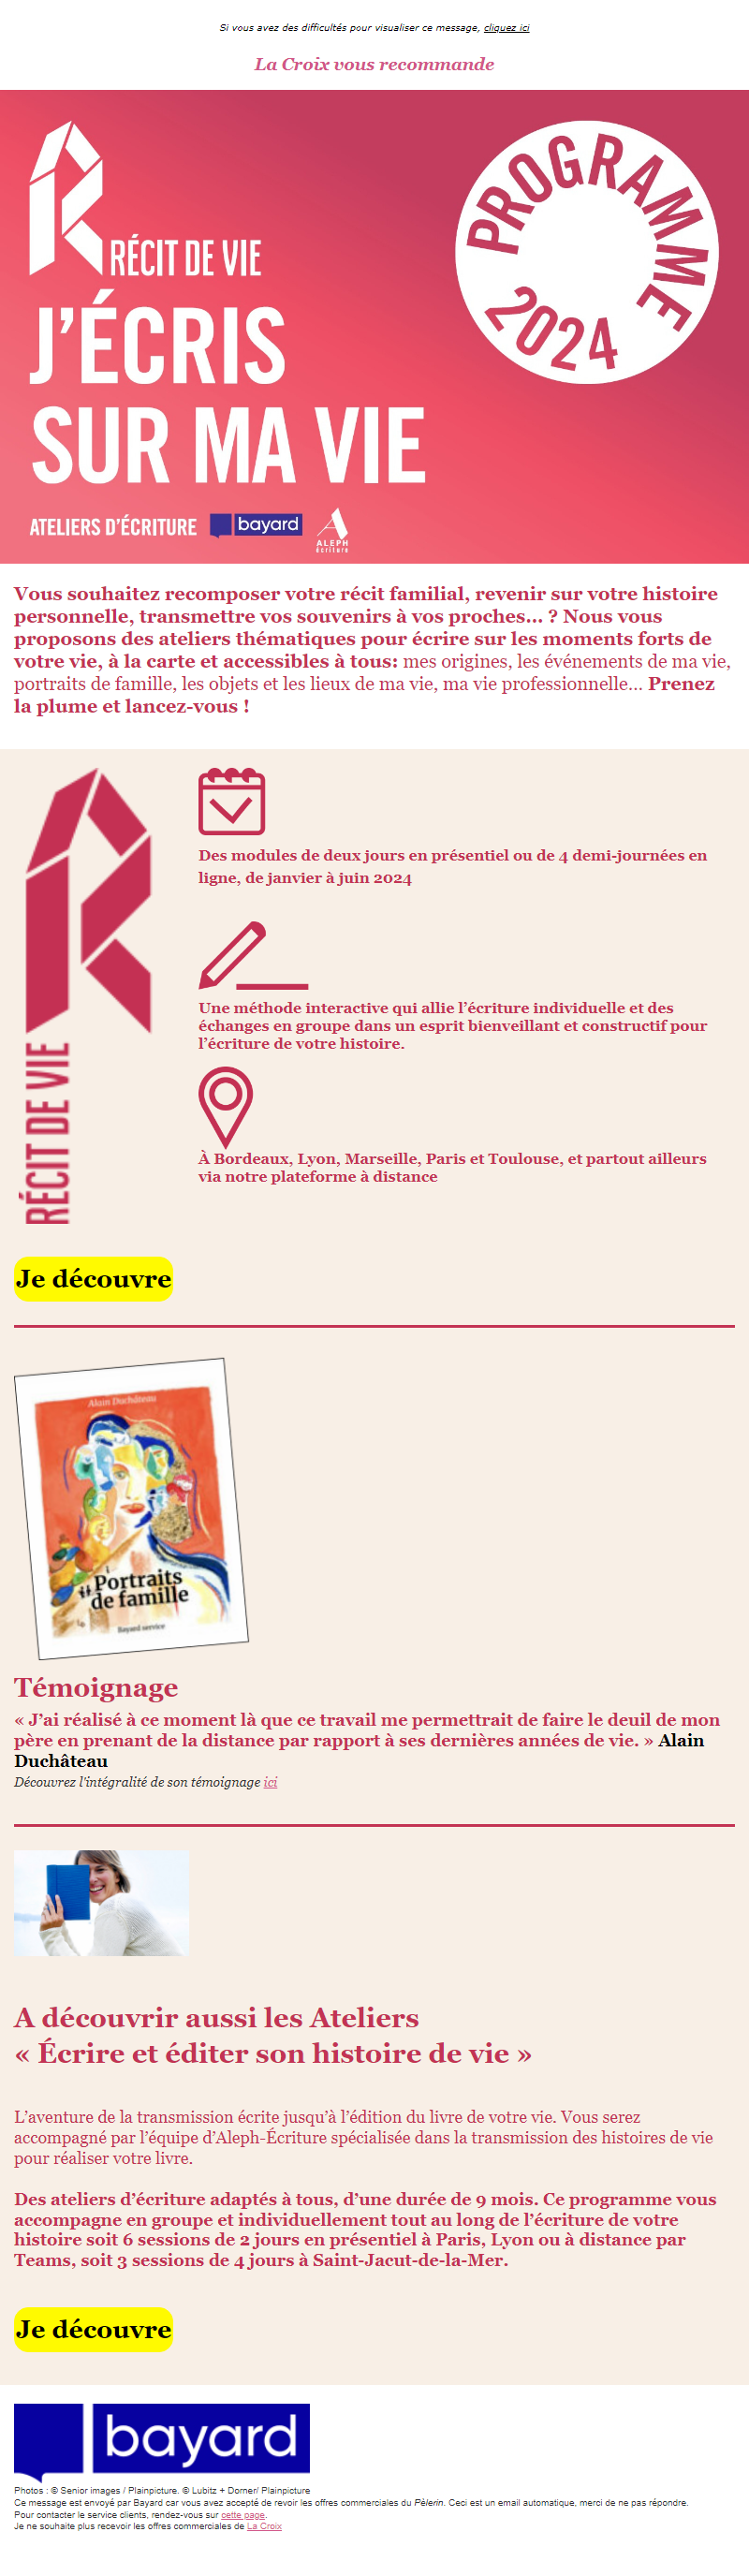 Si vous avez des difficultés pour visualiser ce message, cliquez ici
La Croix vous recommande
RÉCIT DE VIE
PROGRAMME
2024
J’ÉCRIS
SUR MA VIE
ATELIERS D’ÉCRITURE bayard ALEPH
écriture
Vous souhaitez recomposer votre récit familial, revenir sur votre histoire
personnelle, transmettre vos souvenirs à vos proches... ? Nous vous
proposons des ateliers thématiques pour écrire sur les moments forts de
votre vie, à la carte et accessibles à tous: mes origines, les événements de ma vie,
portraits de famille, les objets et les lieux de ma vie, ma vie professionnelle... Prenez
la plume et lancez-vous !
RÉCIT DE VIE
Des modules de deux jours en présentiel ou de 4 demi-journées en
ligne, de janvier à juin 2024
Une méthode interactive qui allie l’écriture individuelle et des
échanges en groupe dans un esprit bienveillant et constructif pour
l’écriture de votre histoire.
À Bordeaux, Lyon, Marseille, Paris et Toulouse, et partout ailleurs
via notre plateforme à distance
Je découvre
Alain Duchâteau
Portraits
de famille
Bayard service
Témoignage
« J’ai réalisé à ce moment là que ce travail me permettrait de faire le deuil de mon
père en prenant de la distance par rapport à ses dernières années de vie. » Alain
Duchâteau
Découvrez l’intégralité de son témoignage ici
A découvrir aussi les Ateliers
« Écrire et éditer son histoire de vie »
L’aventure de la transmission écrite jusqu’à l’édition du livre de votre vie. Vous serez
accompagné par l’équipe d’Aleph-Écriture spécialisée dans la transmission des histoires de vie
pour réaliser votre livre.
Des ateliers d’écriture adaptés à tous, d’une durée de 9 mois. Ce programme vous
accompagne en groupe et individuellement tout au long de l’écriture de votre
histoire soit 6 sessions de 2 jours en présentiel à Paris, Lyon ou à distance par
Teams, soit 3 sessions de 4 jours à Saint-Jacut-de-la-Mer.
Je découvre
bayard
Photos : © Senior images / Plainpicture. © Lubitz + Dorner/ Plainpicture
Ce message est envoyé par Bayard car vous avez accepté de revoir les offres commerciales du Pèlerin. Ceci est un email automatique, merci de ne pas répondre.
Pour contacter le service clients, rendez-vous sur cette page.
Je ne souhaite plus recevoir les offres commerciales de La Croix